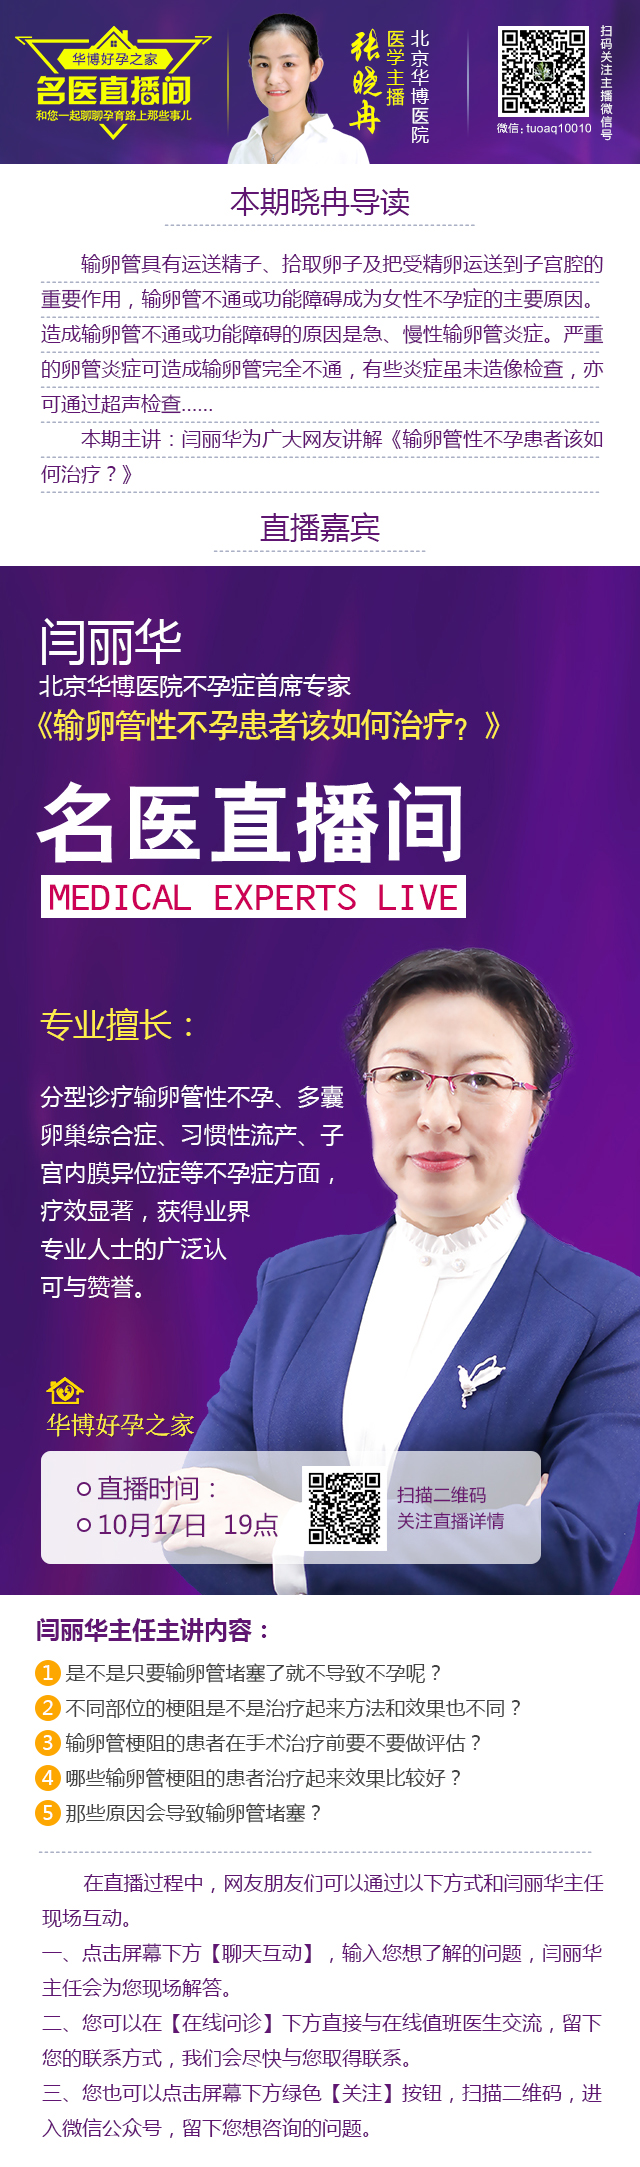 华博好孕之家
名医直播间
和您一起聊聊孕育路上那些事儿
张晓冉
医学主播
北京华博医院
微信：tuoaq10010
扫码关注主播微信号
本期晓冉导读
输卵管具有运送精子、拾取卵子及把受精卵运送到子宫腔的
重要作用，输卵管不通或功能障碍成为女性不孕症的主要原因。
造成输卵管不通或功能障碍的原因是急、慢性输卵管炎症。严重
的卵管炎症可造成输卵管完全不通，有些炎症虽未造像检查，亦
可通过超声检查......
本期主讲：闫丽华为广大网友讲解《输卵管性不孕患者该如
何治疗？》
直播嘉宾
闫丽华
北京华博医院不孕症首席专家
《输卵管性不孕患者该如何治疗？》
名医直播间
MEDICAL EXPERTS LIVE
专业擅长：
分型诊疗输卵管性不孕、多囊
卵巢综合症、习惯性流产、子
宫内膜异位症等不孕症方面，
疗效显著，获得业界
专业人士的广泛认
可与赞誉。
华博好孕之家
直播时间：
10月17日 19点
扫描二维码
关注直播详情
闫丽华主任主讲内容：
1 是不是只要输卵管堵塞了就不导致不孕呢？
2 不同部位的梗阻是不是治疗起来方法和效果也不同？
3 输卵管梗阻的患者在手术治疗前要不要做评估？
4 哪些输卵管梗阻的患者治疗起来效果比较好？
5 那些原因会导致输卵管堵塞？
在直播过程中，网友朋友们可以通过以下方式和闫丽华主任
现场互动。
一、点击屏幕下方【聊天互动】，输入您想了解的问题，闫丽华
主任会为您现场解答。
二、您可以在【在线问诊】下方直接与在线值班医生交流，留下
您的联系方式，我们会尽快与您取得联系。
三、您也可以点击屏幕下方绿色【关注】按钮，扫描二维码，进
入微信公众号，留下您想咨询的问题。